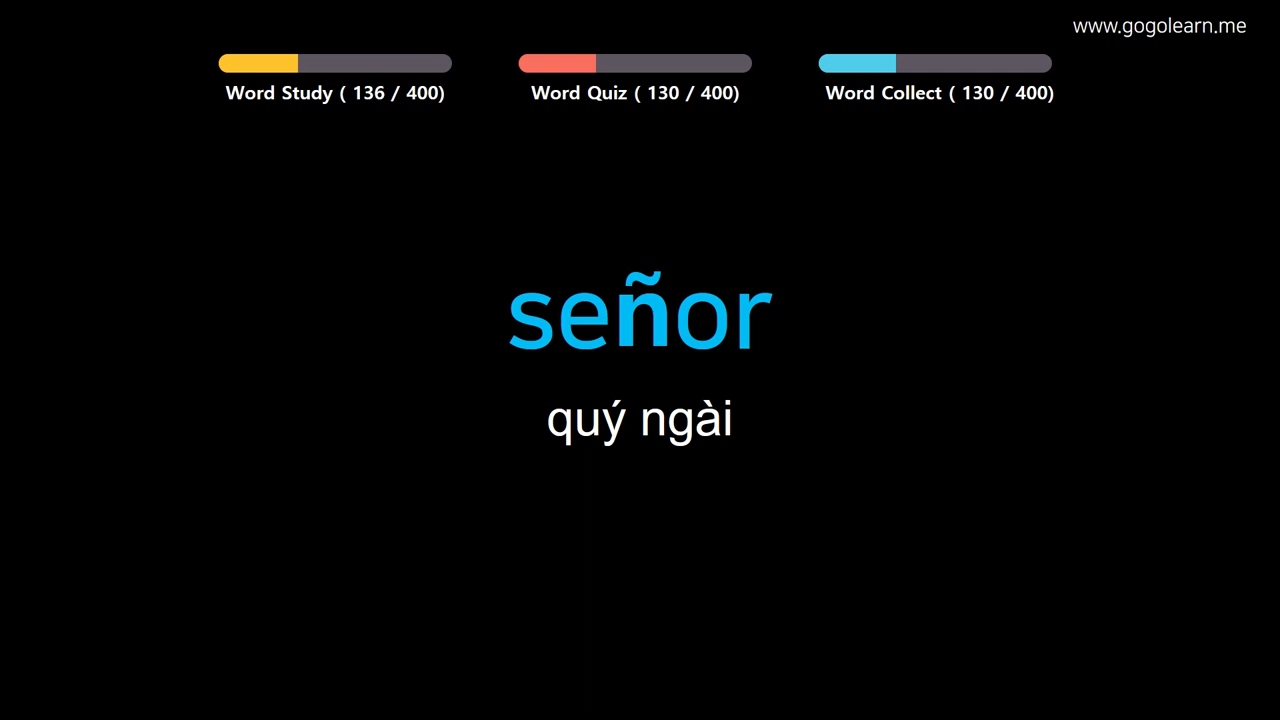 www.gogolearn.me
Word Study ( 136 / 400)
Word Quiz ( 130 / 400)
Word Collect ( 130 / 400)
señor
quý ngài